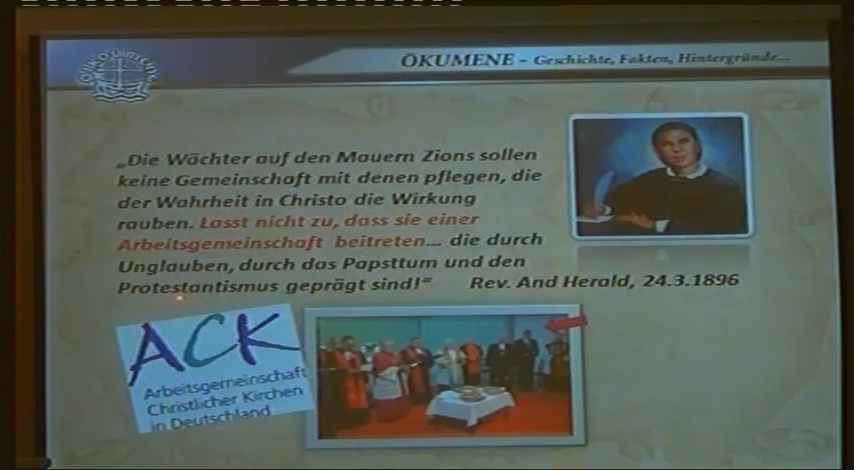 ÖKUMENE - Geschichte, Fakten, Hintergründe...
„Die Wächter auf den Mauern Zions sollen
keine Gemeinschaft mit denen pflegen, die
der Wahrheit in Christo die Wirkung
rauben. Lasst nicht zu, dass sie einer
Arbeitsgemeinschaft beitreten... die durch
Unglauben, durch das Papsttum und den
Protestantismus geprägt sind!“ Rev. And Herald, 24.3.1896
ACK
Arbeitsgemeinschaft
Christlicher Kirchen
in Deutschland